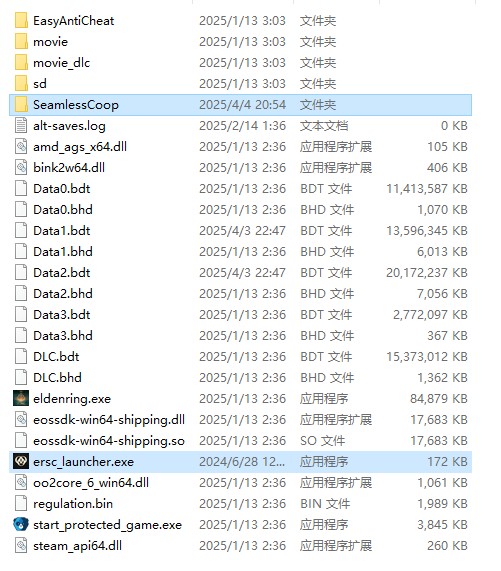 EasyAntiCheat 2025/1/13 3:03 文件夹
movie 2025/1/13 3:03 文件夹
movie_dlc 2025/1/13 3:03 文件夹
sd 2025/1/13 3:03 文件夹
SeamlessCoop 2025/4/4 20:54 文件夹
alt-saves.log 2025/2/14 1:36 文本文档 0 KB
amd_ags_x64.dll 2025/1/13 2:36 应用程序扩展 105 KB
bink2w64.dll 2025/1/13 2:36 应用程序扩展 406 KB
Data0.bdt 2025/1/13 2:36 BDT 文件 11,413,587 KB
Data0.bhd 2025/1/13 2:36 BHD 文件 1,070 KB
Data1.bdt 2025/4/3 22:47 BDT 文件 13,596,345 KB
Data1.bhd 2025/1/13 2:36 BHD 文件 6,013 KB
Data2.bdt 2025/4/3 22:47 BDT 文件 20,172,237 KB
Data2.bhd 2025/1/13 2:36 BHD 文件 7,056 KB
Data3.bdt 2025/1/13 2:36 BDT 文件 2,772,097 KB
Data3.bhd 2025/1/13 2:36 BHD 文件 367 KB
DLC.bdt 2025/1/13 2:36 BDT 文件 15,373,012 KB
DLC.bhd 2025/1/13 2:36 BHD 文件 1,362 KB
eldenring.exe 2025/1/13 2:36 应用程序 84,879 KB
eossdk-win64-shipping.dll 2025/1/13 2:36 应用程序扩展 17,683 KB
eossdk-win64-shipping.so 2025/1/13 2:36 SO 文件 17,683 KB
ersc_launcher.exe 2024/6/28 12... 应用程序 172 KB
oo2core_6_win64.dll 2025/1/13 2:36 应用程序扩展 1,061 KB
regulation.bin 2025/1/13 2:36 BIN 文件 1,989 KB
start_protected_game.exe 2025/1/13 2:36 应用程序 3,845 KB
steam_api64.dll 2025/1/13 2:36 应用程序扩展 260 KB